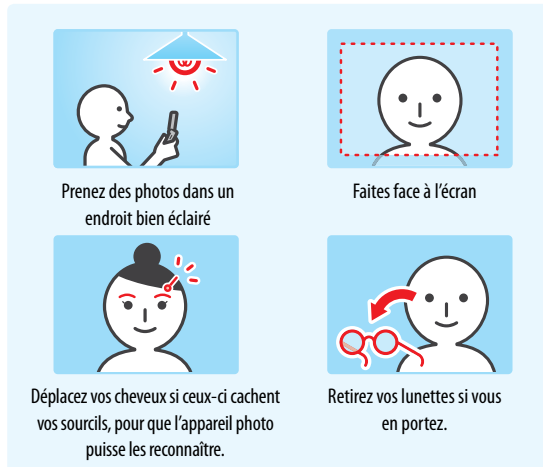 Prenez des photos dans un
endroit bien éclairé
Faites face à l’écran
Déplacez vos cheveux si ceux-ci cachent
vos sourcils, pour que l’appareil photo
puisse les reconnaître.
Retirez vos lunettes si vous
en portez.